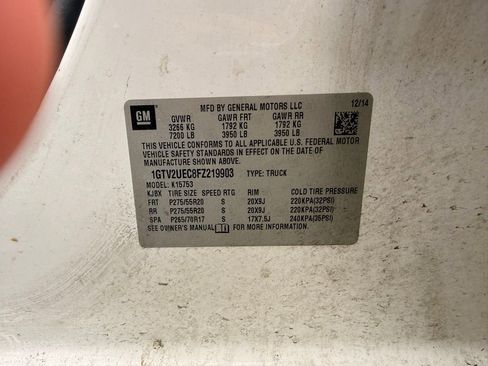 GM
MFD BY GENERAL MOTORS LLC
12/14
GVWR GAWR FRT GAWR RR
3266 KG 1792 KG 1792 KG
7200 LB 3950 LB 3950 LB
THIS VEHICLE CONFORMS TO ALL APPLICABLE U.S. FEDERAL MOTOR
VEHICLE SAFETY STANDARDS IN EFFECT ON THE DATE OF
MANUFACTURE SHOWN ABOVE.
1GTV2UEC8FZ219903 TYPE: TRUCK
MODEL: K15753
KJBX TIRE SIZE SPEED RTG RIM COLD TIRE PRESSURE
FRT P275/55R20 S 20X9J 220KPA(32PSI)
RR P275/55R20 S 20X9J 220KPA(32PSI)
SPA P265/70R17 S 17X7.5J 240KPA(35PSI)
SEE OWNER'S MANUAL FOR MORE INFORMATION